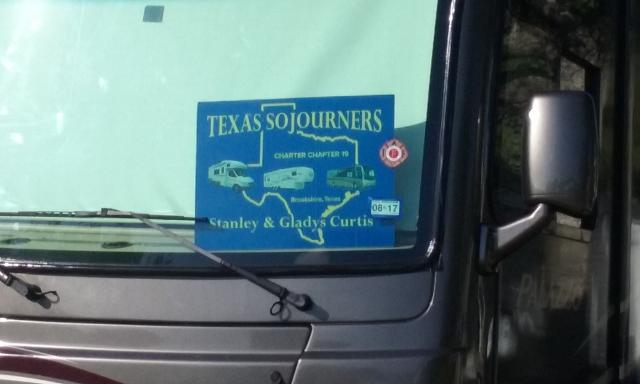 TEXAS SOJOURNERS
CHARTER CHAPTER 19
Brookshire, Texas
08-17
Stanley & Gladys Curtis